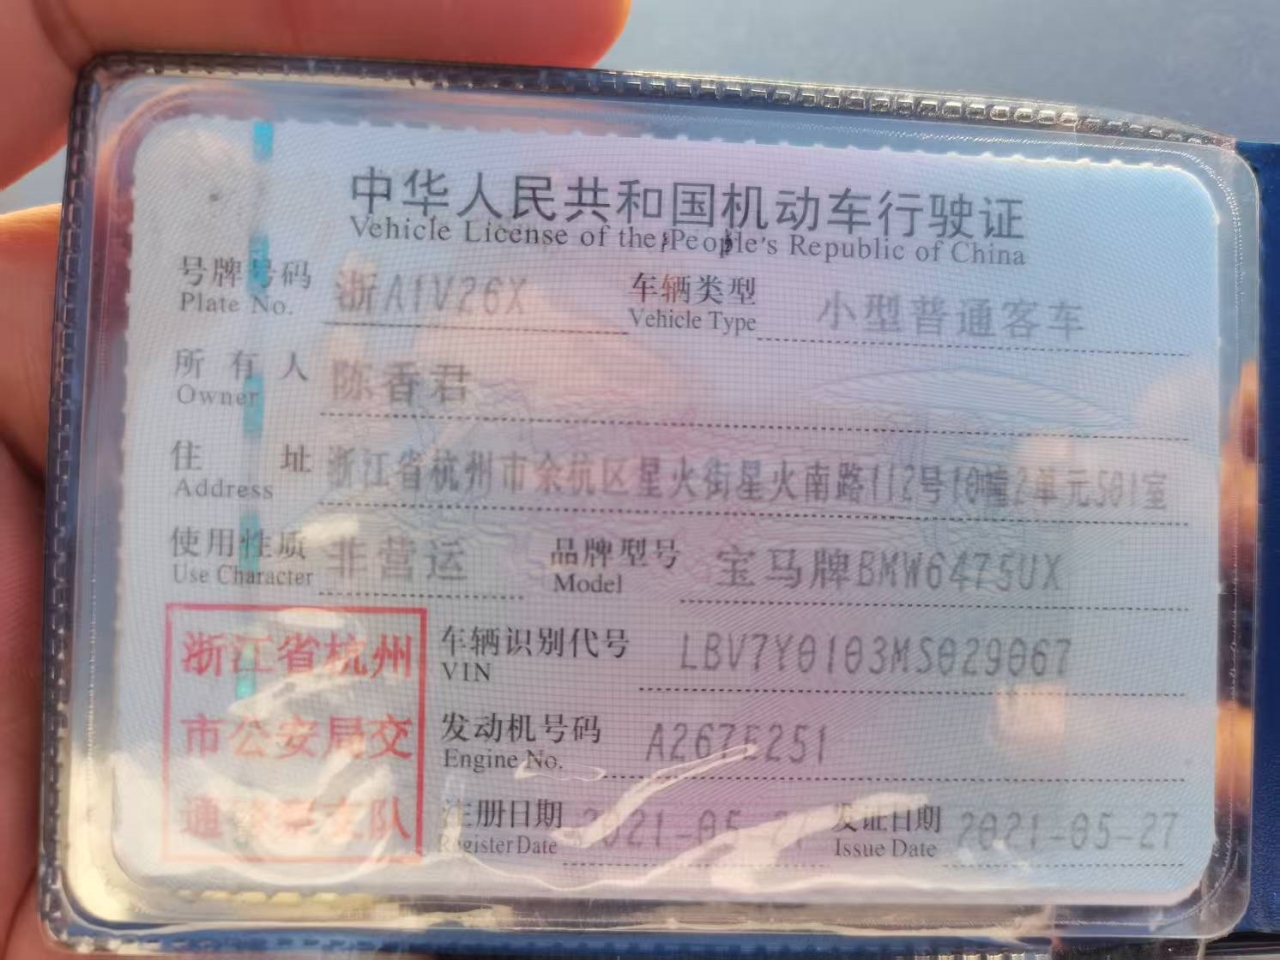 中华人民共和国机动车行驶证
Vehicle License of the People's Republic of China
号牌号码 浙A1V26X 车辆类型 小型普通客车
Plate No. Vehicle Type
所有人 陈香君
Owner
住址 浙江省杭州市余杭区星火街星火南路112号10幢2单元501室
Address
使用性质 非营运 品牌型号 宝马牌BMW6475UX
Use Character Model
浙江省杭州
市公安局交
通警察支队
车辆识别代号 LBV7Y0103MS029067
VIN
发动机号码 A267E251
Engine No.
注册日期 2021-05-27 发证日期 2021-05-27
Register Date Issue Date